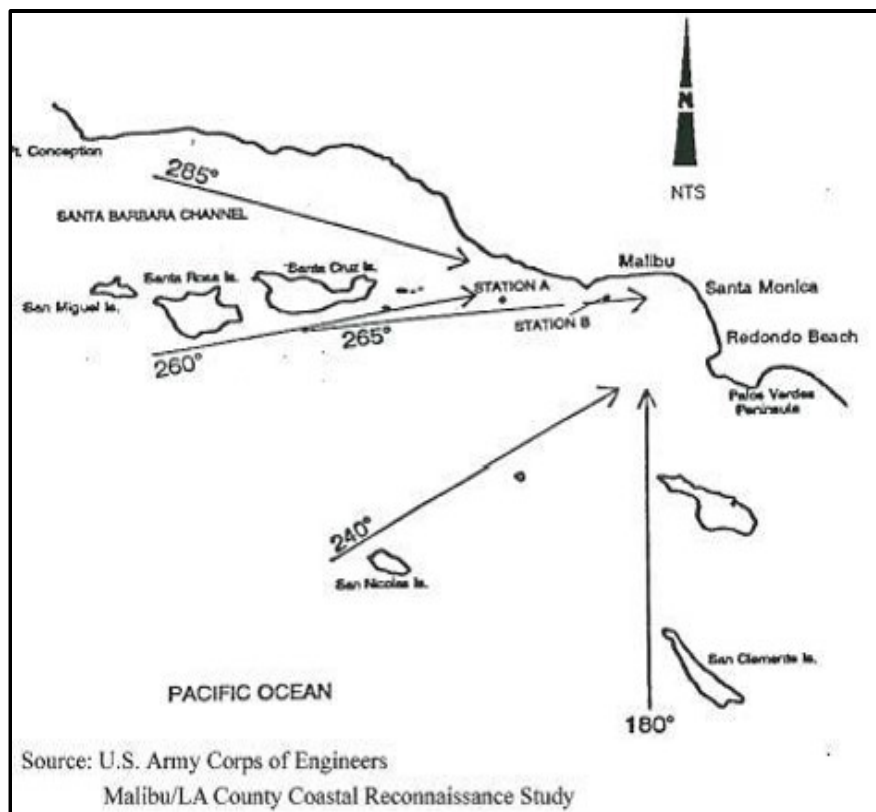 N
NTS
Pt. Conception
285°
SANTA BARBARA CHANNEL
Malibu
Santa Rosa Is.
Santa Cruz Is.
STATION A
Santa Monica
San Miguel Is.
STATION B
Redondo Beach
265°
260°
Palos Verdes
Peninsula
240°
San Nicolas Is.
San Clemente Is.
PACIFIC OCEAN
180°
Source: U.S. Army Corps of Engineers
Malibu/LA County Coastal Reconnaissance Study